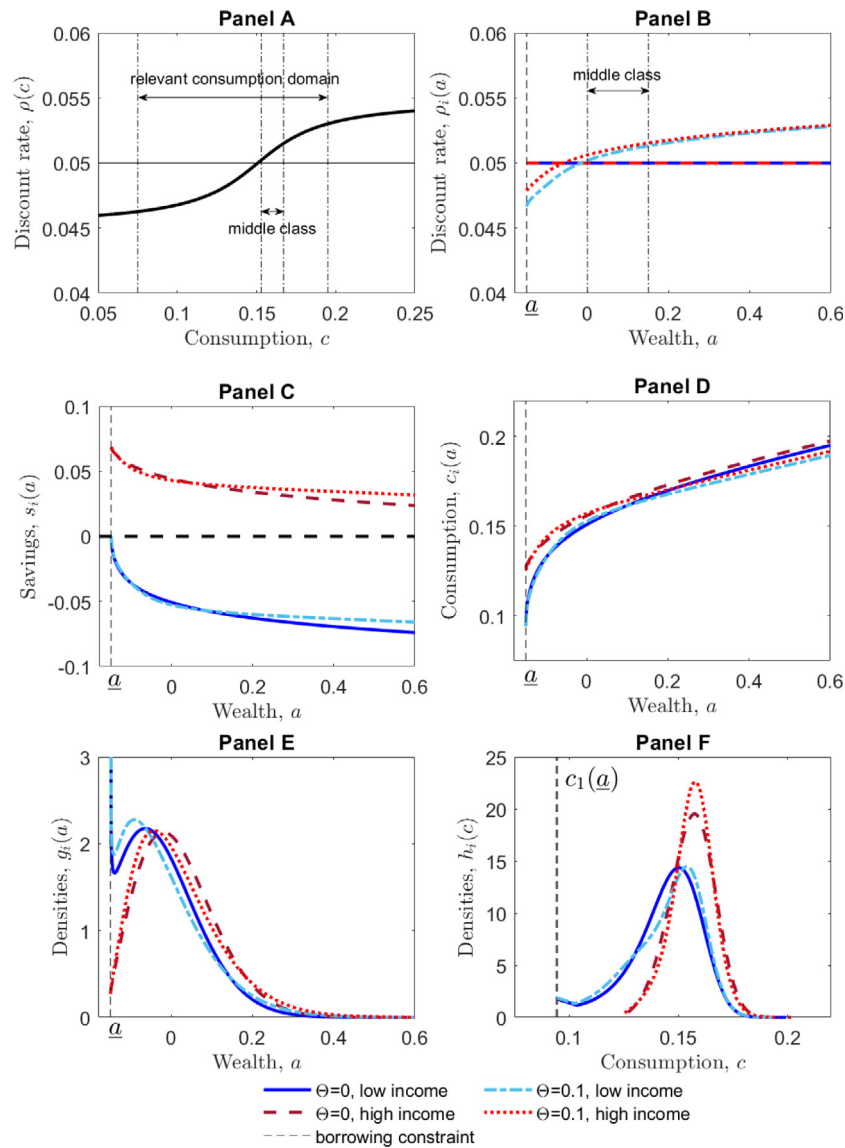 Panel A
0.06
0.055
0.05
0.045
0.04
0.05
0.1
0.15
0.2
0.25
Discount rate, ρ(c)
relevant consumption domain
middle class
Consumption, c
Panel B
0.06
0.055
0.05
0.045
0.04
a
0
0.2
0.4
0.6
Discount rate, ρi(a)
middle class
Wealth, a
Panel C
0.1
0.05
0
-0.05
-0.1
a
0
0.2
0.4
0.6
Savings, si(a)
Wealth, a
Panel D
0.2
0.15
0.1
a
0
0.2
0.4
0.6
Consumption, ci(a)
Wealth, a
Panel E
3
2
1
0
a
0
0.2
0.4
0.6
Densities, gi(a)
Wealth, a
Panel F
25
20
15
10
5
0
0.1
0.15
0.2
Densities, hi(c)
c1(a)
Consumption, c
Θ=0, low income
Θ=0.1, low income
Θ=0, high income
Θ=0.1, high income
borrowing constraint